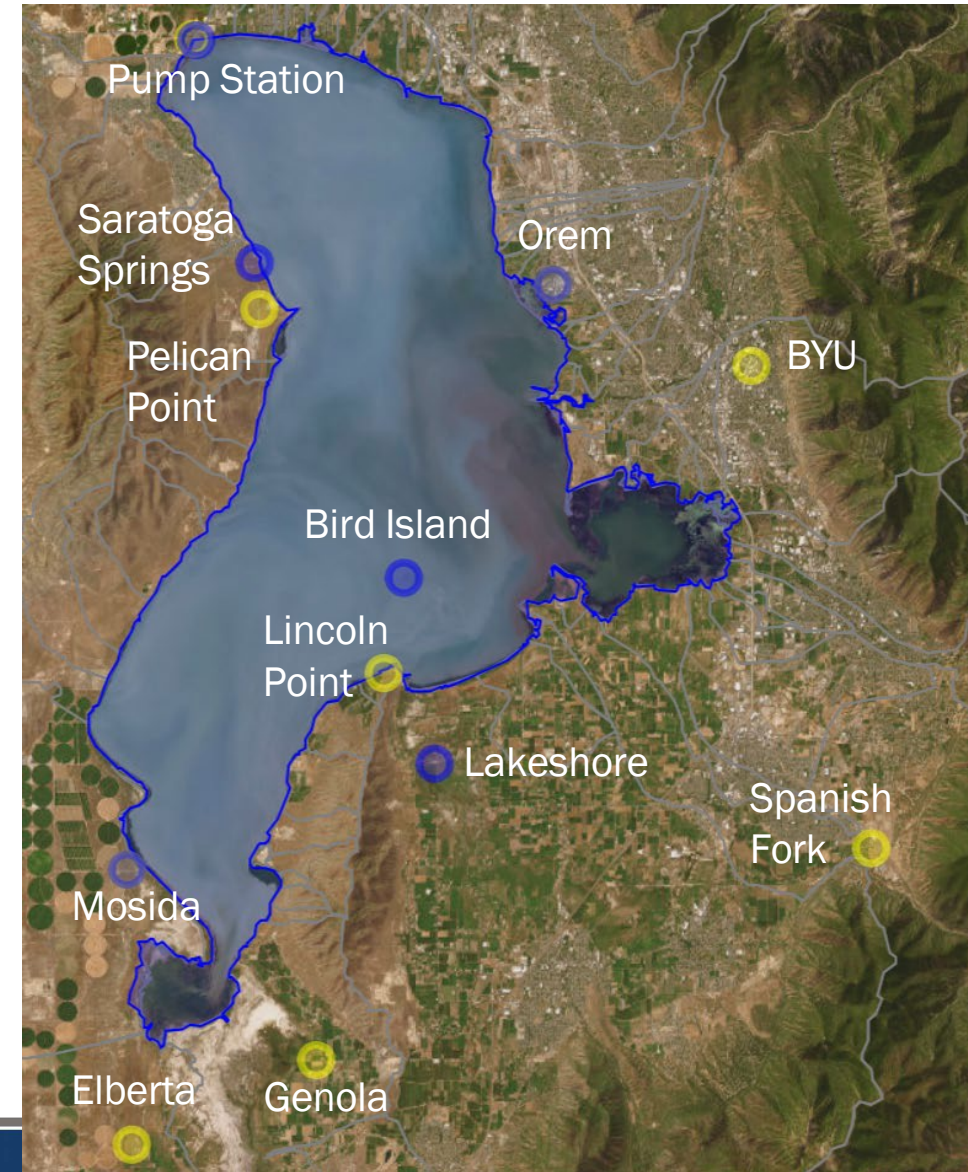 Pump Station
Saratoga
Springs
Orem
Pelican
Point
BYU
Bird Island
Lincoln
Point
Lakeshore
Spanish
Fork
Mosida
Elberta
Genola